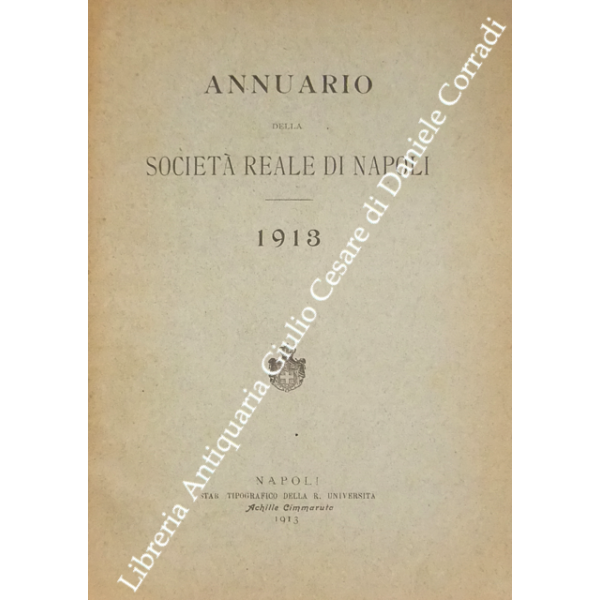 ANNUARIO
DELLA
SOCIETÀ REALE DI NAPOLI
1913
NAPOLI
STAB. TIPOGRAFICO DELLA R. UNIVERSITÀ
Achille Cimmaruta
1913
Libreria Antiquaria Giulio Cesare di Daniele Corradi